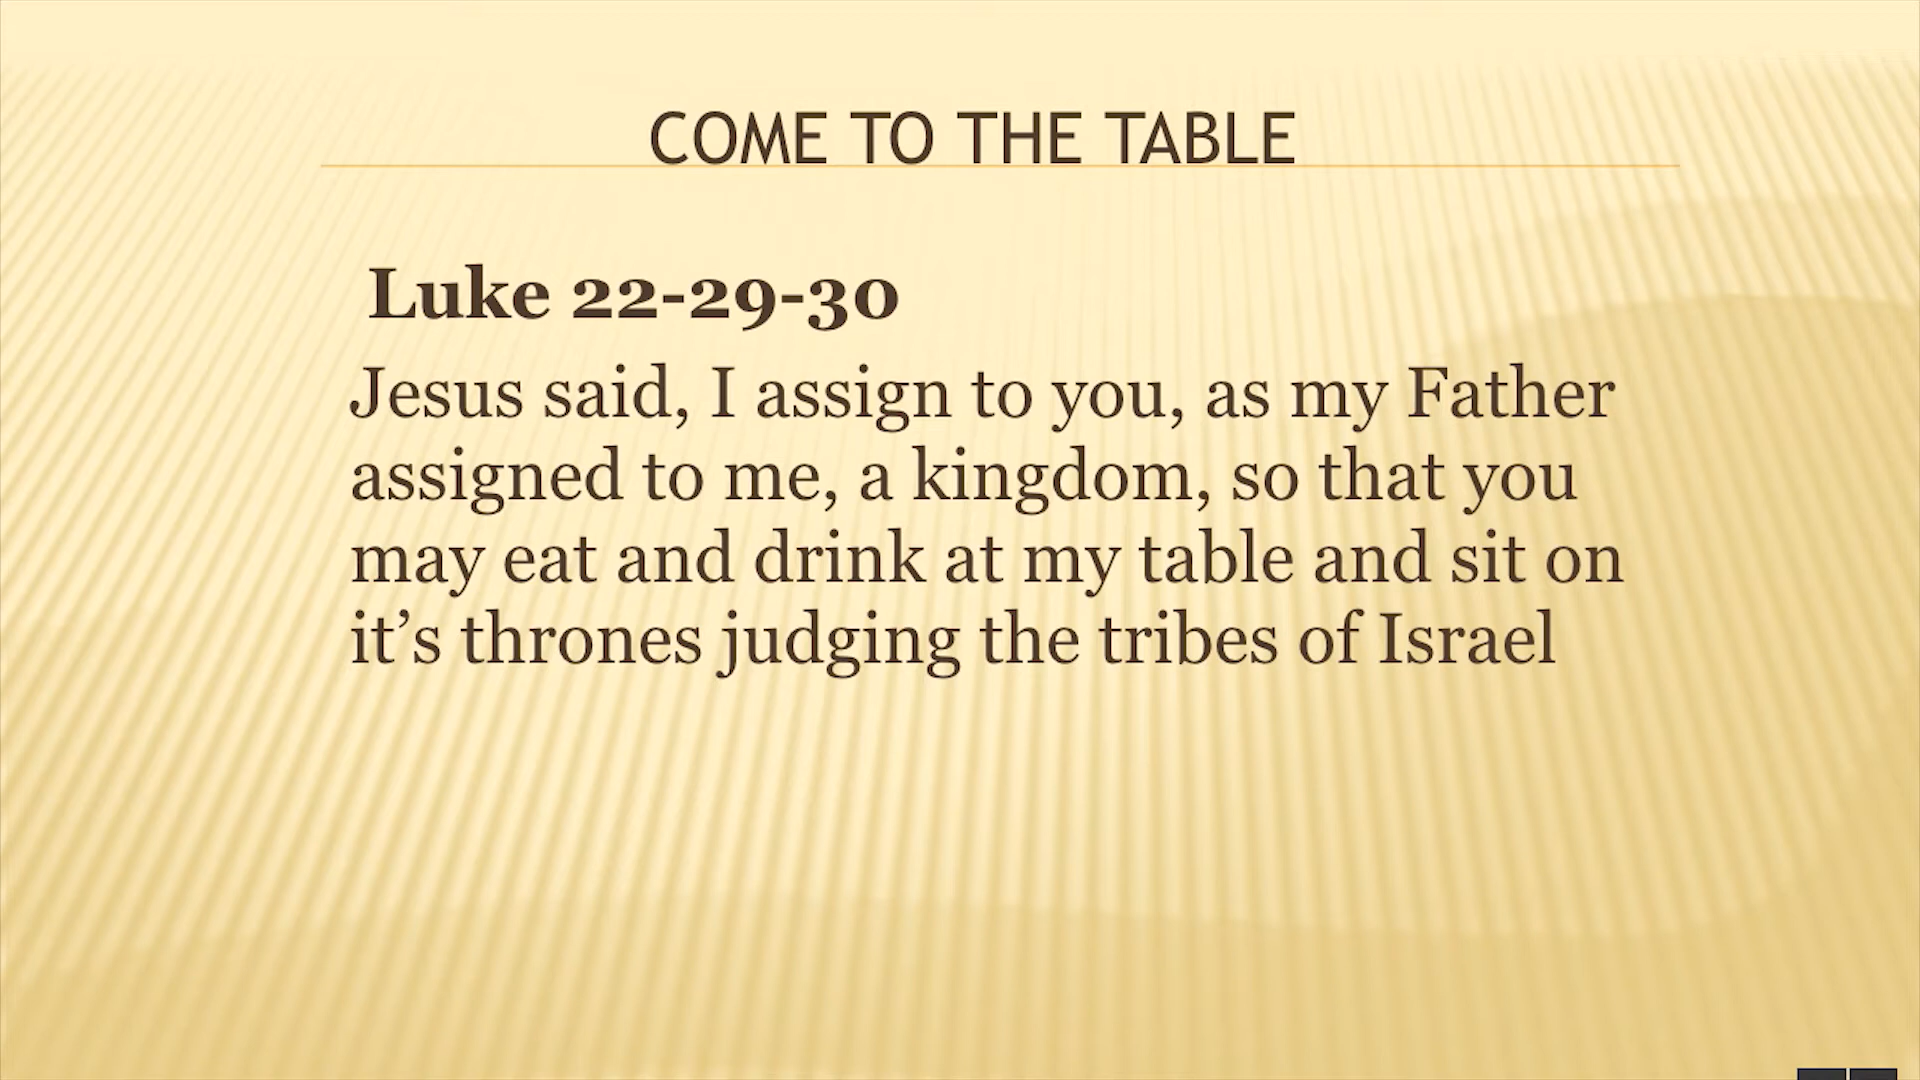 COME TO THE TABLE
Luke 22-29-30
Jesus said, I assign to you, as my Father
assigned to me, a kingdom, so that you
may eat and drink at my table and sit on
it’s thrones judging the tribes of Israel